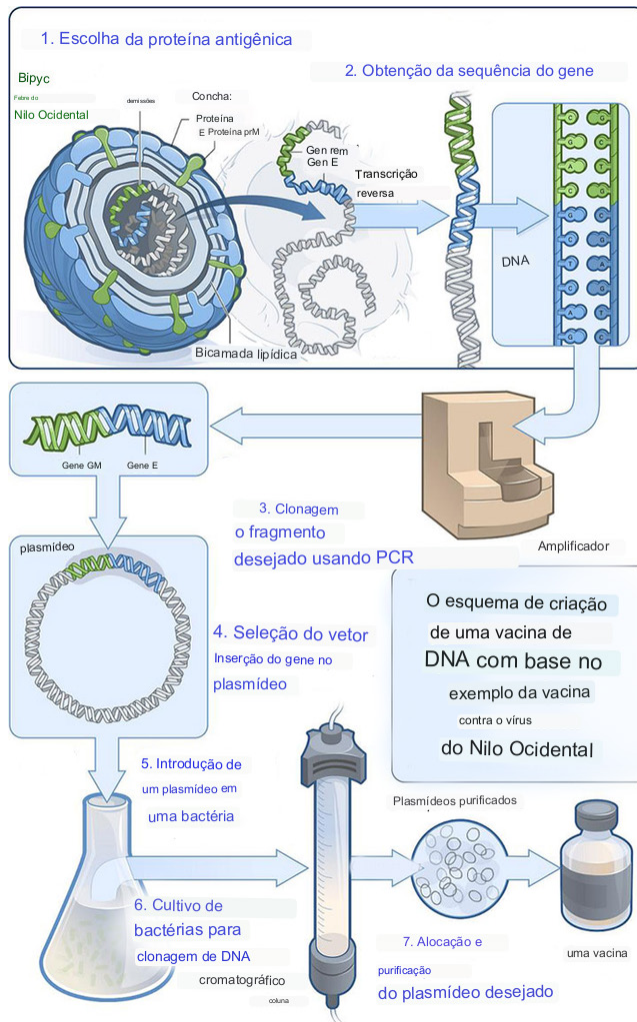 1. Escolha da proteína antigênica
2. Obtenção da sequência do gene
Bipyc
Febre do
Nilo Ocidental
demissões
Concha:
Proteína
E Proteína prM
Gen rem
Gen E
Transcrição
reversa
Bicamada lipídica
DNA
C G
G C
A T
T A
G C
C G
C G
T A
C G
A T
G C
Gene GM Gene E
3. Clonagem
o fragmento
desejado usando PCR
Amplificador
plasmídeo
4. Seleção do vetor
Inserção do gene no
plasmídeo
O esquema de criação
de uma vacina de
DNA com base no
exemplo da vacina
contra o vírus
do Nilo Ocidental
5. Introdução de
um plasmídeo em
uma bactéria
Plasmídeos purificados
6. Cultivo de
bactérias para
clonagem de DNA
cromatográfico
coluna
7. Alocação e
purificação
do plasmídeo desejado
uma vacina